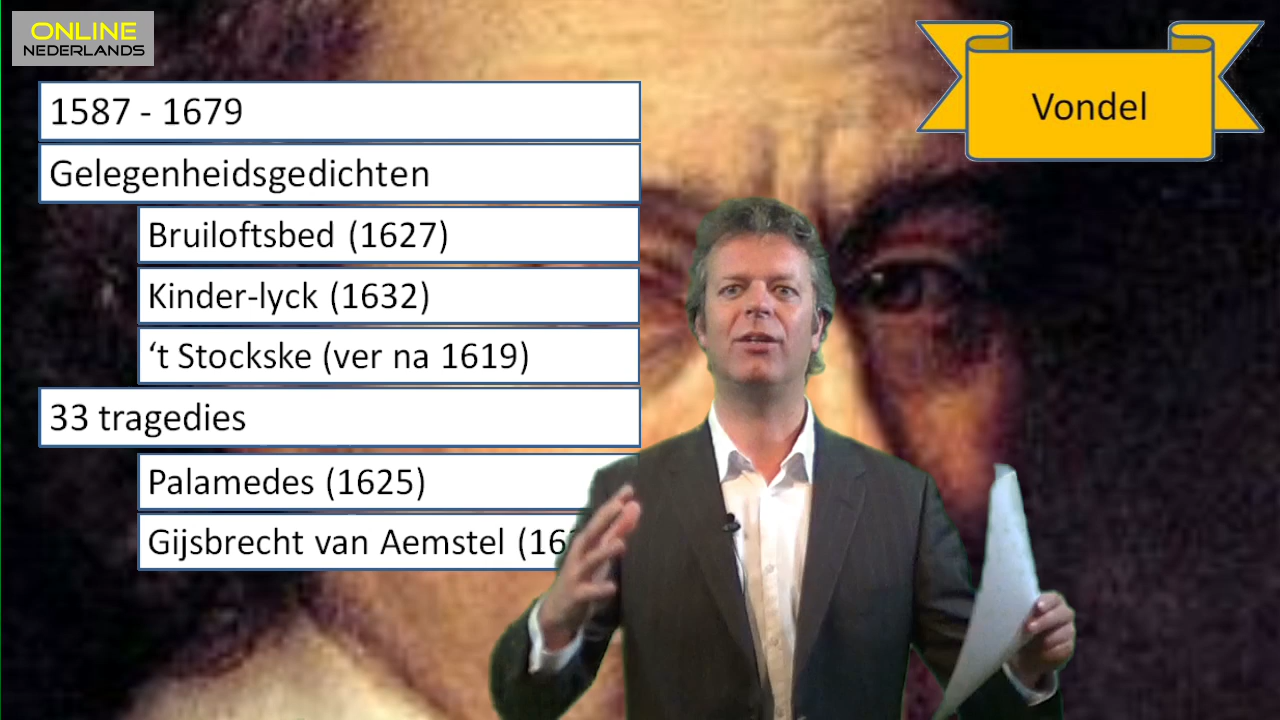 ONLINE
NEDERLANDS
Vondel
1587 - 1679
Gelegenheidsgedichten
Bruiloftsbed (1627)
Kinder-lyck (1632)
‘t Stockske (ver na 1619)
33 tragedies
Palamedes (1625)
Gijsbrecht van Aemstel